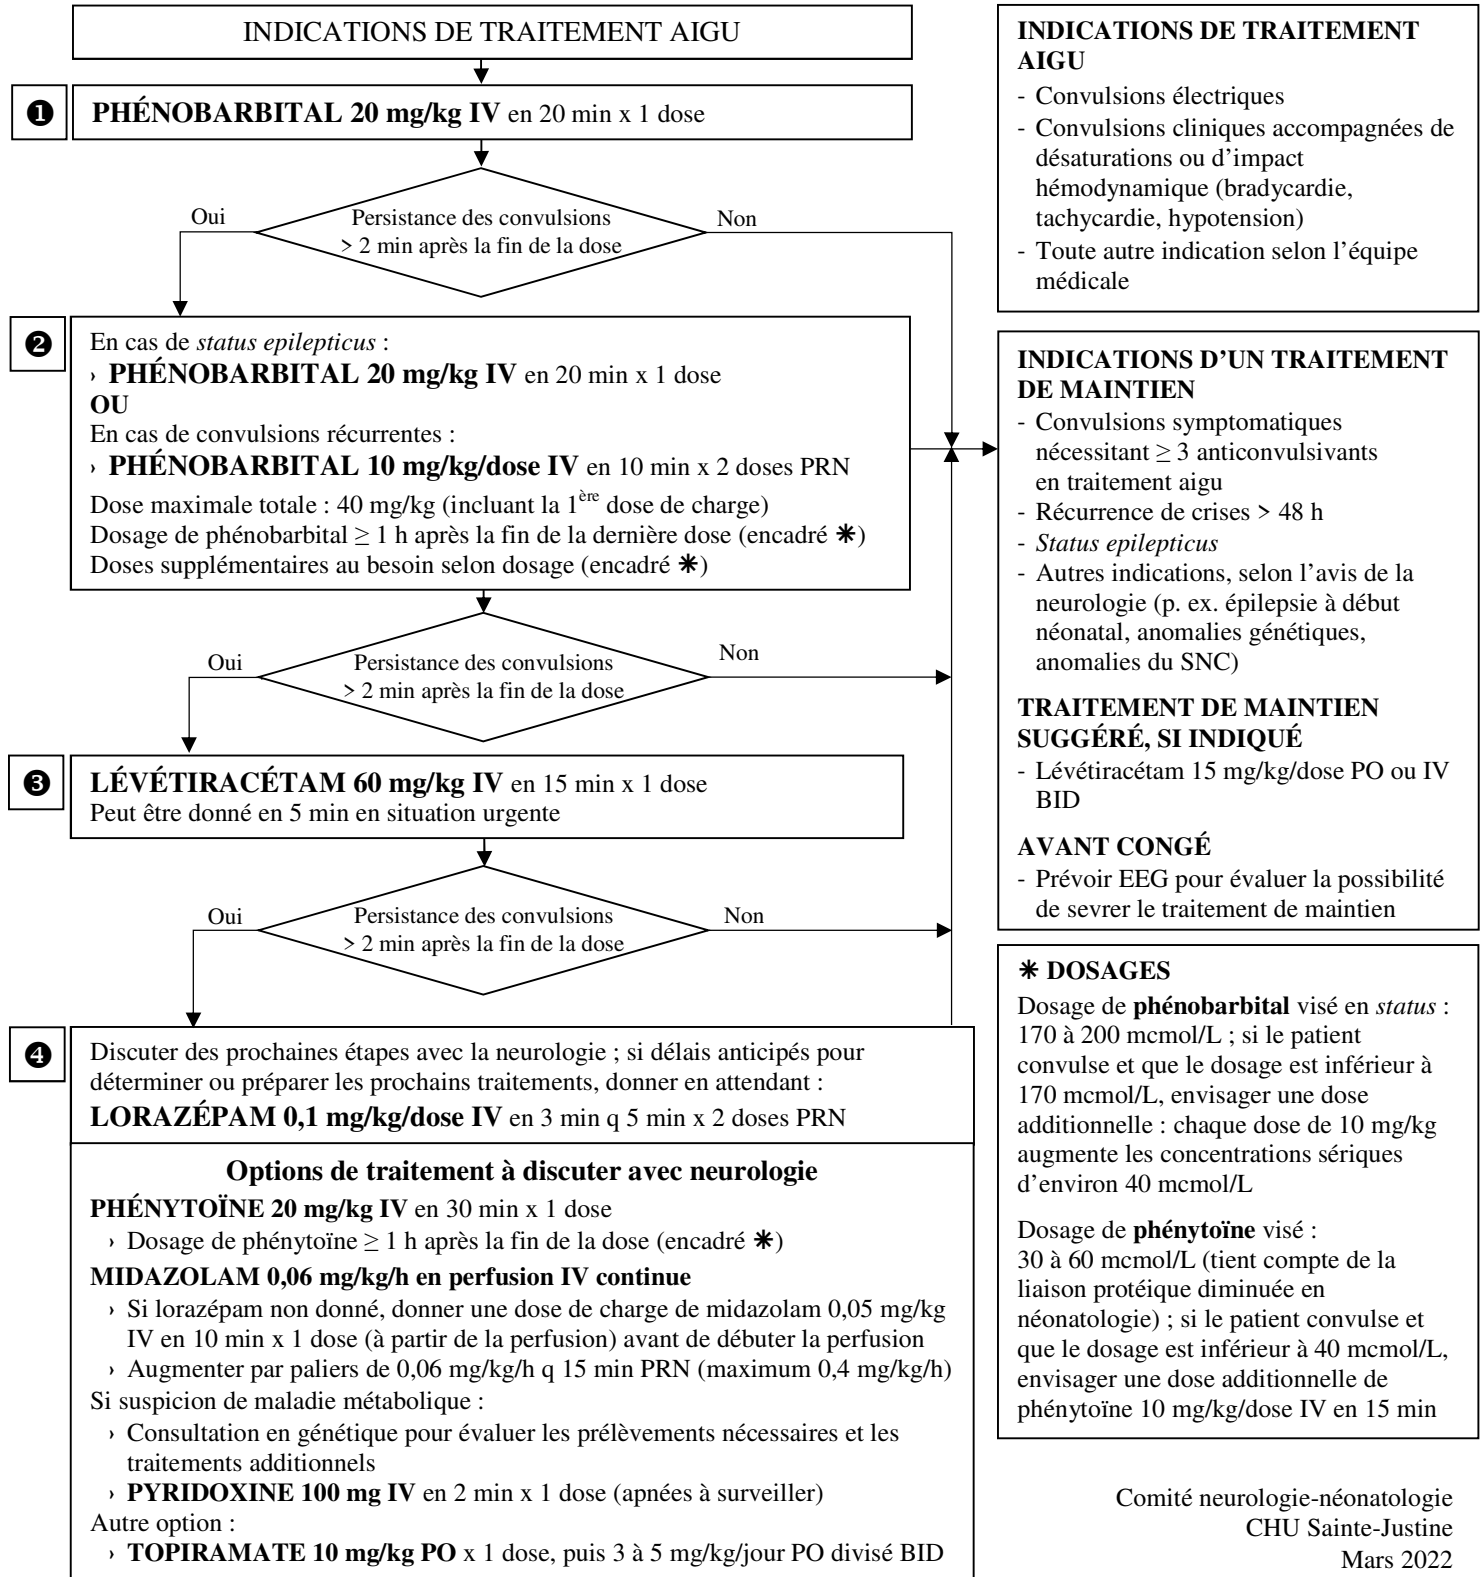 INDICATIONS DE TRAITEMENT AIGU
❶
PHÉNOBARBITAL 20 mg/kg IV en 20 min x 1 dose
Persistance des convulsions
> 2 min après la fin de la dose
Oui
Non
❷
En cas de status epilepticus :
› PHÉNOBARBITAL 20 mg/kg IV en 20 min x 1 dose
OU
En cas de convulsions récurrentes :
› PHÉNOBARBITAL 10 mg/kg/dose IV en 10 min x 2 doses PRN
Dose maximale totale : 40 mg/kg (incluant la 1ère dose de charge)
Dosage de phénobarbital ≥ 1 h après la fin de la dernière dose (encadré ✱)
Doses supplémentaires au besoin selon dosage (encadré ✱)
Persistance des convulsions
> 2 min après la fin de la dose
Oui
Non
❸
LÉVÉTIRACÉTAM 60 mg/kg IV en 15 min x 1 dose
Peut être donné en 5 min en situation urgente
Persistance des convulsions
> 2 min après la fin de la dose
Oui
Non
❹
Discuter des prochaines étapes avec la neurologie ; si délais anticipés pour
déterminer ou préparer les prochains traitements, donner en attendant :
LORAZÉPAM 0,1 mg/kg/dose IV en 3 min q 5 min x 2 doses PRN
Options de traitement à discuter avec neurologie
PHÉNYTOÏNE 20 mg/kg IV en 30 min x 1 dose
› Dosage de phénytoïne ≥ 1 h après la fin de la dose (encadré ✱)
MIDAZOLAM 0,06 mg/kg/h en perfusion IV continue
› Si lorazépam non donné, donner une dose de charge de midazolam 0,05 mg/kg
IV en 10 min x 1 dose (à partir de la perfusion) avant de débuter la perfusion
› Augmenter par paliers de 0,06 mg/kg/h q 15 min PRN (maximum 0,4 mg/kg/h)
Si suspicion de maladie métabolique :
› Consultation en génétique pour évaluer les prélèvements nécessaires et les
traitements additionnels
› PYRIDOXINE 100 mg IV en 2 min x 1 dose (apnées à surveiller)
Autre option :
› TOPIRAMATE 10 mg/kg PO x 1 dose, puis 3 à 5 mg/kg/jour PO divisé BID
INDICATIONS DE TRAITEMENT
AIGU
- Convulsions électriques
- Convulsions cliniques accompagnées de
désaturations ou d'impact
hémodynamique (bradycardie,
tachycardie, hypotension)
- Toute autre indication selon l'équipe
médicale
INDICATIONS D'UN TRAITEMENT
DE MAINTIEN
- Convulsions symptomatiques
nécessitant ≥ 3 anticonvulsivants
en traitement aigu
- Récurrence de crises > 48 h
- Status epilepticus
- Autres indications, selon l'avis de la
neurologie (p. ex. épilepsie à début
néonatal, anomalies génétiques,
anomalies du SNC)
TRAITEMENT DE MAINTIEN
SUGGÉRÉ, SI INDIQUÉ
- Lévétiracétam 15 mg/kg/dose PO ou IV
BID
AVANT CONGÉ
- Prévoir EEG pour évaluer la possibilité
de sevrer le traitement de maintien
✱ DOSAGES
Dosage de phénobarbital visé en status :
170 à 200 mcmol/L ; si le patient
convulse et que le dosage est inférieur à
170 mcmol/L, envisager une dose
additionnelle : chaque dose de 10 mg/kg
augmente les concentrations sériques
d'environ 40 mcmol/L
Dosage de phénytoïne visé :
30 à 60 mcmol/L (tient compte de la
liaison protéique diminuée en
néonatologie) ; si le patient convulse et
que le dosage est inférieur à 40 mcmol/L,
envisager une dose additionnelle de
phénytoïne 10 mg/kg/dose IV en 15 min
Comité neurologie-néonatologie
CHU Sainte-Justine
Mars 2022